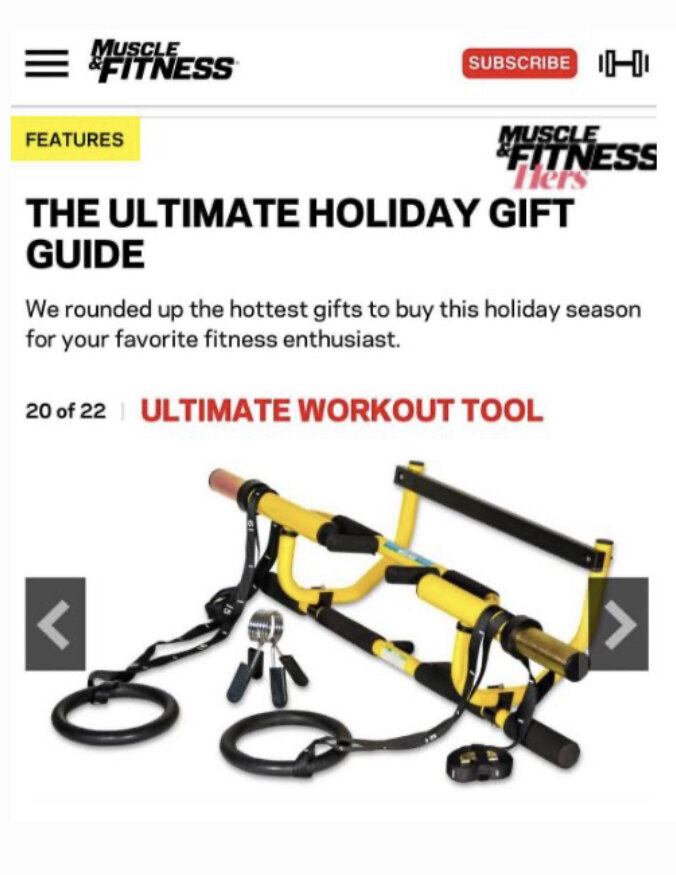 MUSCLE
&FITNESS
SUBSCRIBE
FEATURES
MUSCLE
&FITNESS
Hers
THE ULTIMATE HOLIDAY GIFT
GUIDE
We rounded up the hottest gifts to buy this holiday season
for your favorite fitness enthusiast.
20 of 22 | ULTIMATE WORKOUT TOOL